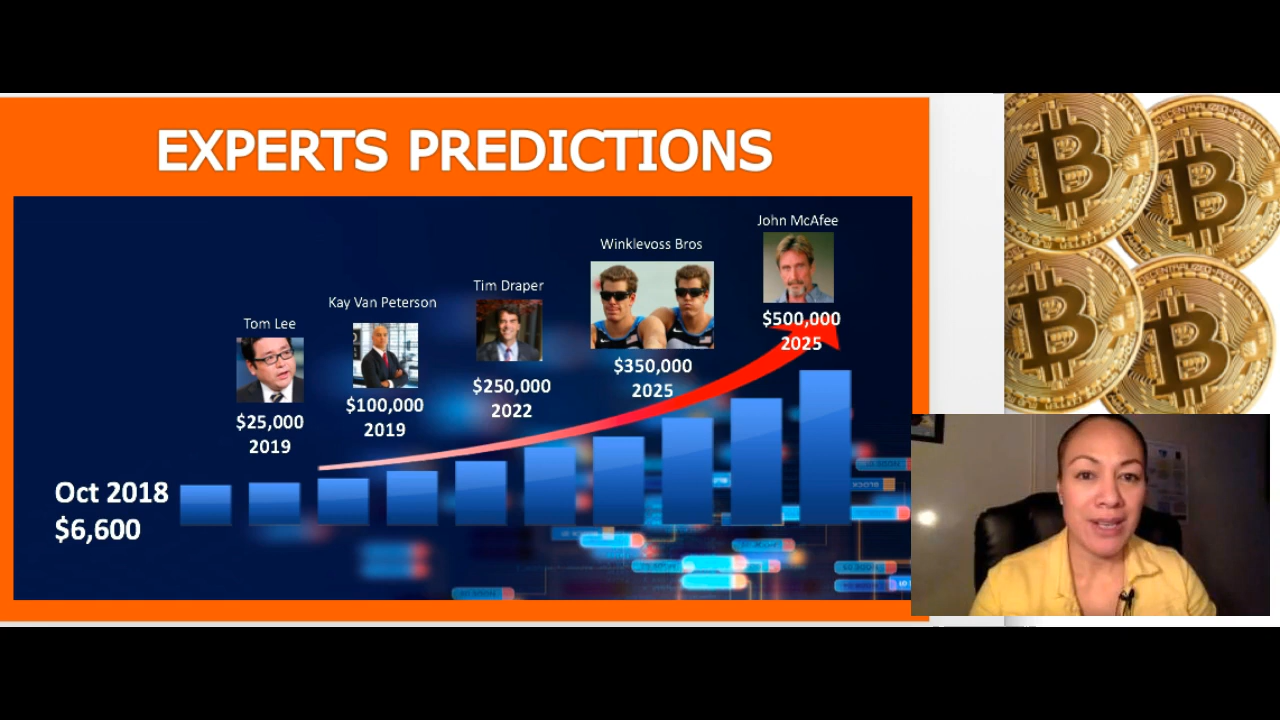 EXPERTS PREDICTIONS
John McAfee
$500,000
2025
Winklevoss Bros
$350,000
2025
Tim Draper
$250,000
2022
Kay Van Peterson
$100,000
2019
Tom Lee
$25,000
2019
Oct 2018
$6,600